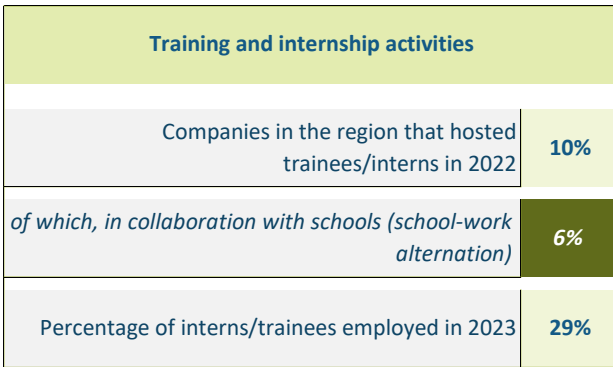 Training and internship activities
Companies in the region that hosted
trainees/interns in 2022
10%
of which, in collaboration with schools (school-work
alternation)
6%
Percentage of interns/trainees employed in 2023
29%